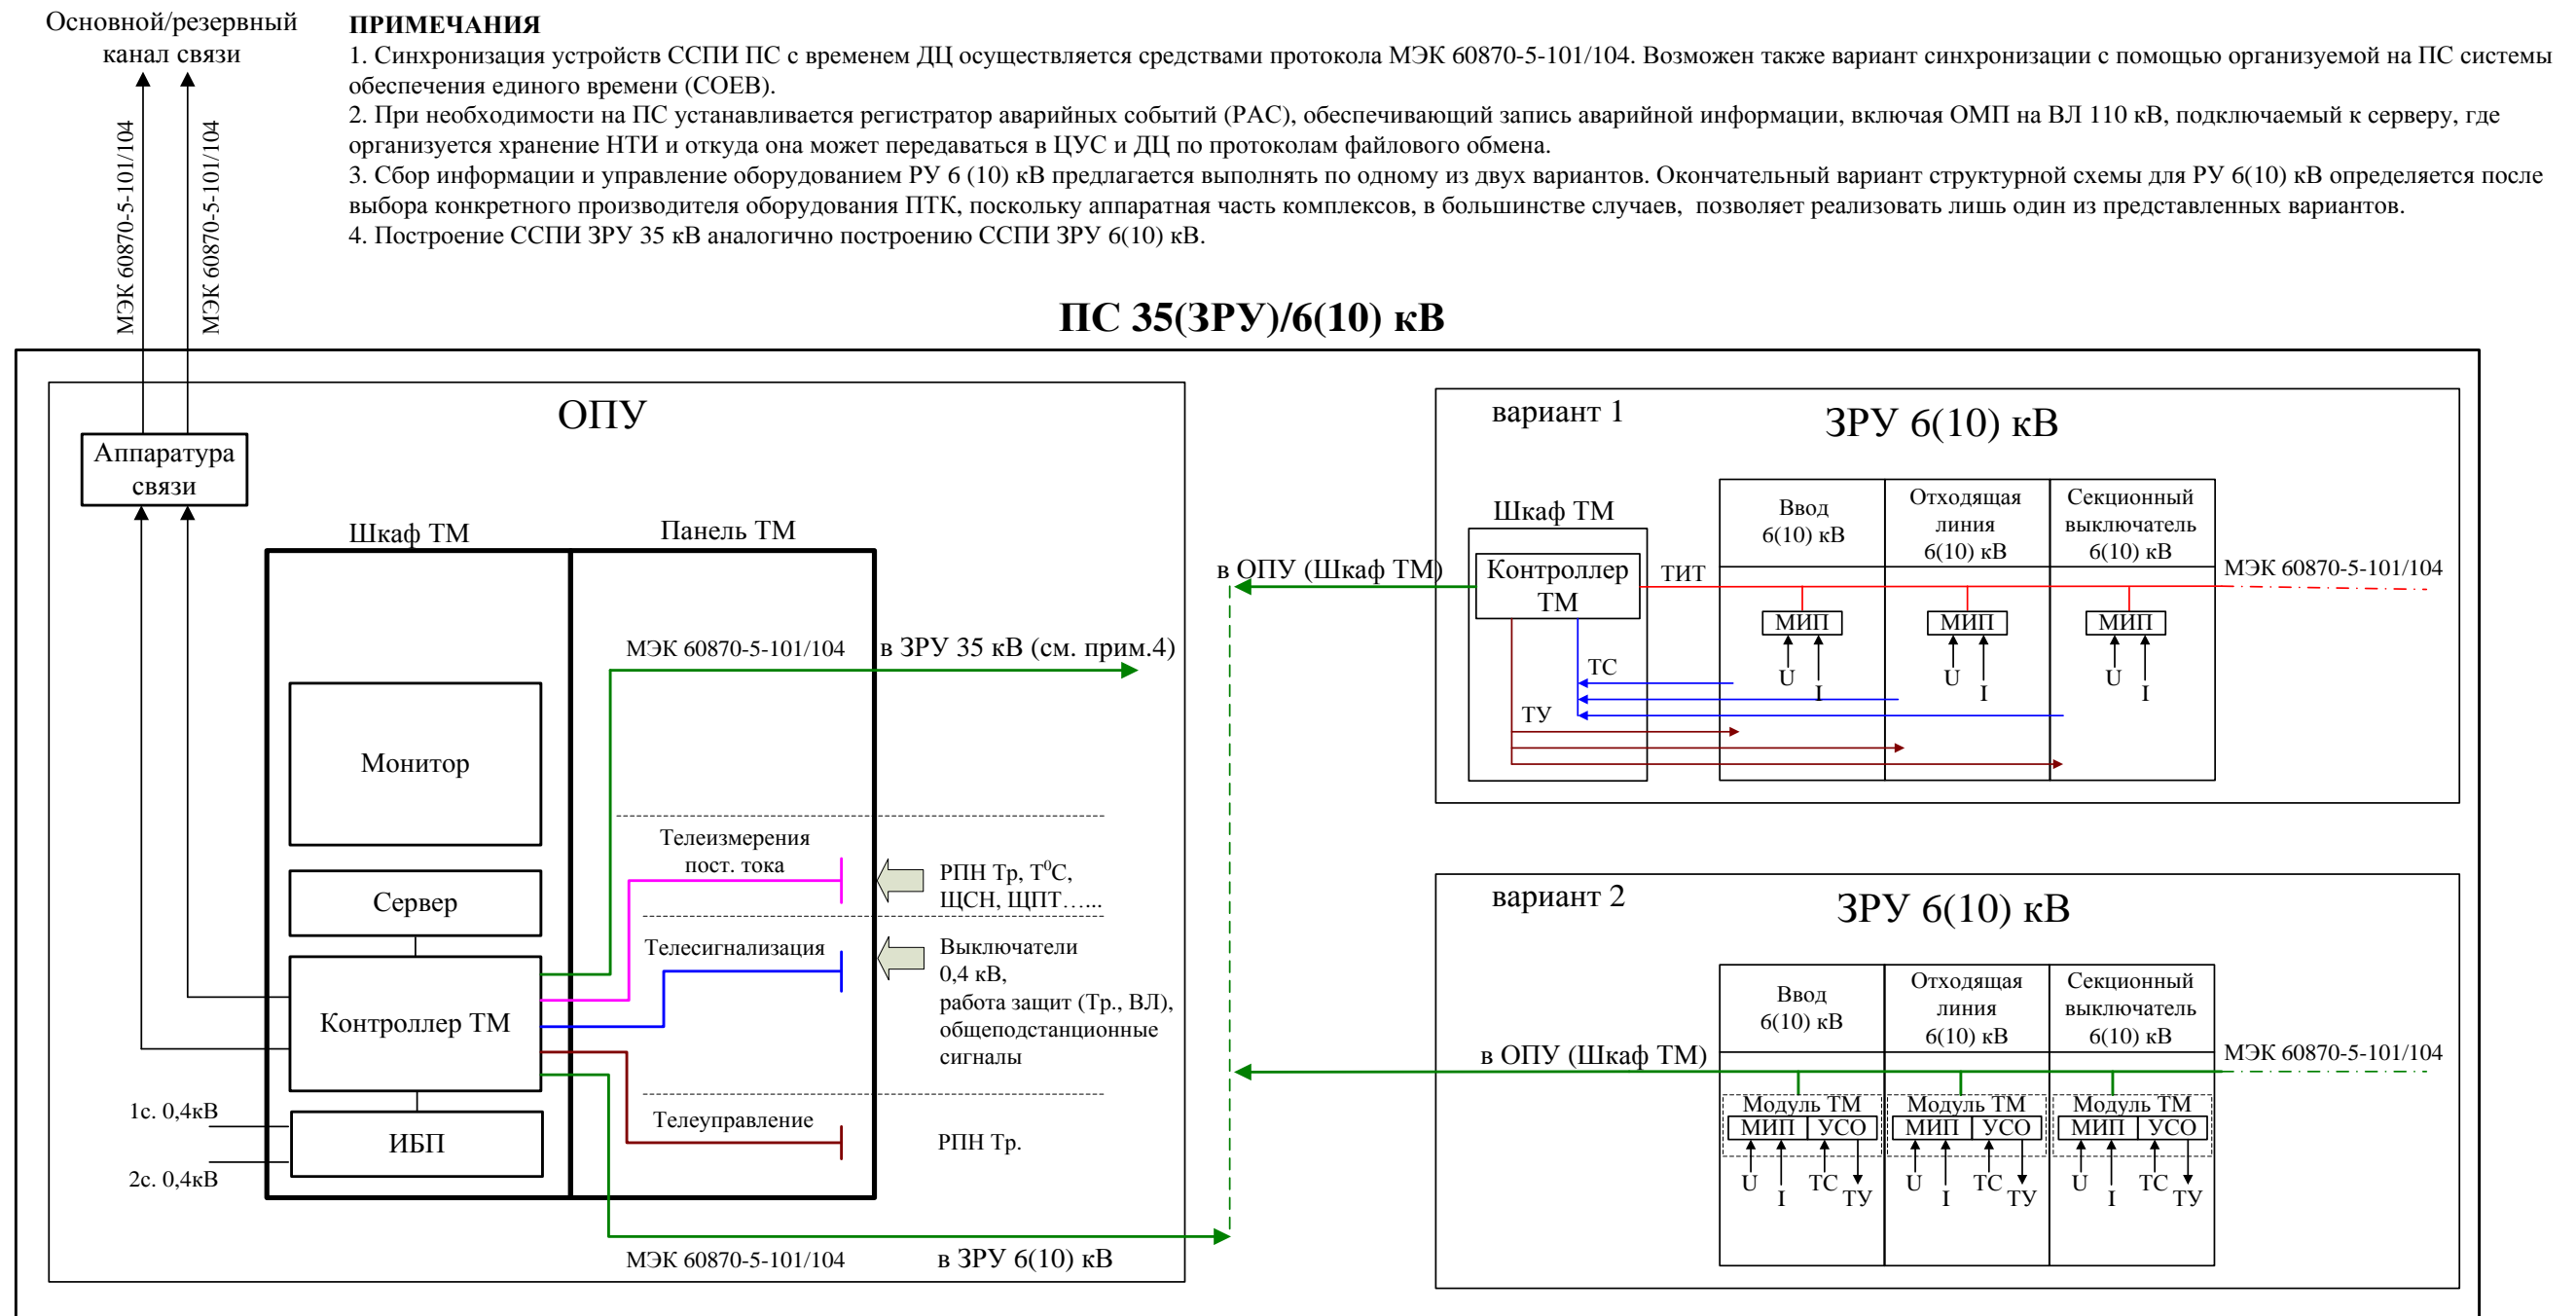 Основной/резервный
канал связи
МЭК 60870-5-101/104
МЭК 60870-5-101/104
ПРИМЕЧАНИЯ
1. Синхронизация устройств ССПИ ПС с временем ДЦ осуществляется средствами протокола МЭК 60870-5-101/104. Возможен также вариант синхронизации с помощью организуемой на ПС системы
обеспечения единого времени (СОЕВ).
2. При необходимости на ПС устанавливается регистратор аварийных событий (РАС), обеспечивающий запись аварийной информации, включая ОМП на ВЛ 110 кВ, подключаемый к серверу, где
организуется хранение НТИ и откуда она может передаваться в ЦУС и ДЦ по протоколам файлового обмена.
3. Сбор информации и управление оборудованием РУ 6 (10) кВ предлагается выполнять по одному из двух вариантов. Окончательный вариант структурной схемы для РУ 6(10) кВ определяется после
выбора конкретного производителя оборудования ПТК, поскольку аппаратная часть комплексов, в большинстве случаев, позволяет реализовать лишь один из представленных вариантов.
4. Построение ССПИ ЗРУ 35 кВ аналогично построению ССПИ ЗРУ 6(10) кВ.
ПС 35(ЗРУ)/6(10) кВ
ОПУ
Аппаратура
связи
Шкаф ТМ
Панель ТМ
МЭК 60870-5-101/104
в ЗРУ 35 кВ (см. прим.4)
Монитор
Сервер
Контроллер ТМ
ИБП
1с. 0,4кВ
2с. 0,4кВ
Телеизмерения
пост. тока
РПН Тр, Т⁰С,
ЩСН, ЩПТ…...
Телесигнализация
Выключатели
0,4 кВ,
работа защит (Тр., ВЛ),
общеподстанционные
сигналы
Телеуправление
РПН Тр.
МЭК 60870-5-101/104
в ЗРУ 6(10) кВ
вариант 1
ЗРУ 6(10) кВ
Шкаф ТМ
в ОПУ (Шкаф ТМ)
Контроллер
ТМ
ТИТ
Ввод
6(10) кВ
Отходящая
линия
6(10) кВ
Секционный
выключатель
6(10) кВ
МЭК 60870-5-101/104
МИП
МИП
МИП
U
I
U
I
U
I
ТС
ТУ
вариант 2
ЗРУ 6(10) кВ
Ввод
6(10) кВ
Отходящая
линия
6(10) кВ
Секционный
выключатель
6(10) кВ
в ОПУ (Шкаф ТМ)
МЭК 60870-5-101/104
Модуль ТМ
Модуль ТМ
Модуль ТМ
МИП УСО
МИП УСО
МИП УСО
U
I
ТС
ТУ
U
I
ТС
ТУ
U
I
ТС
ТУ